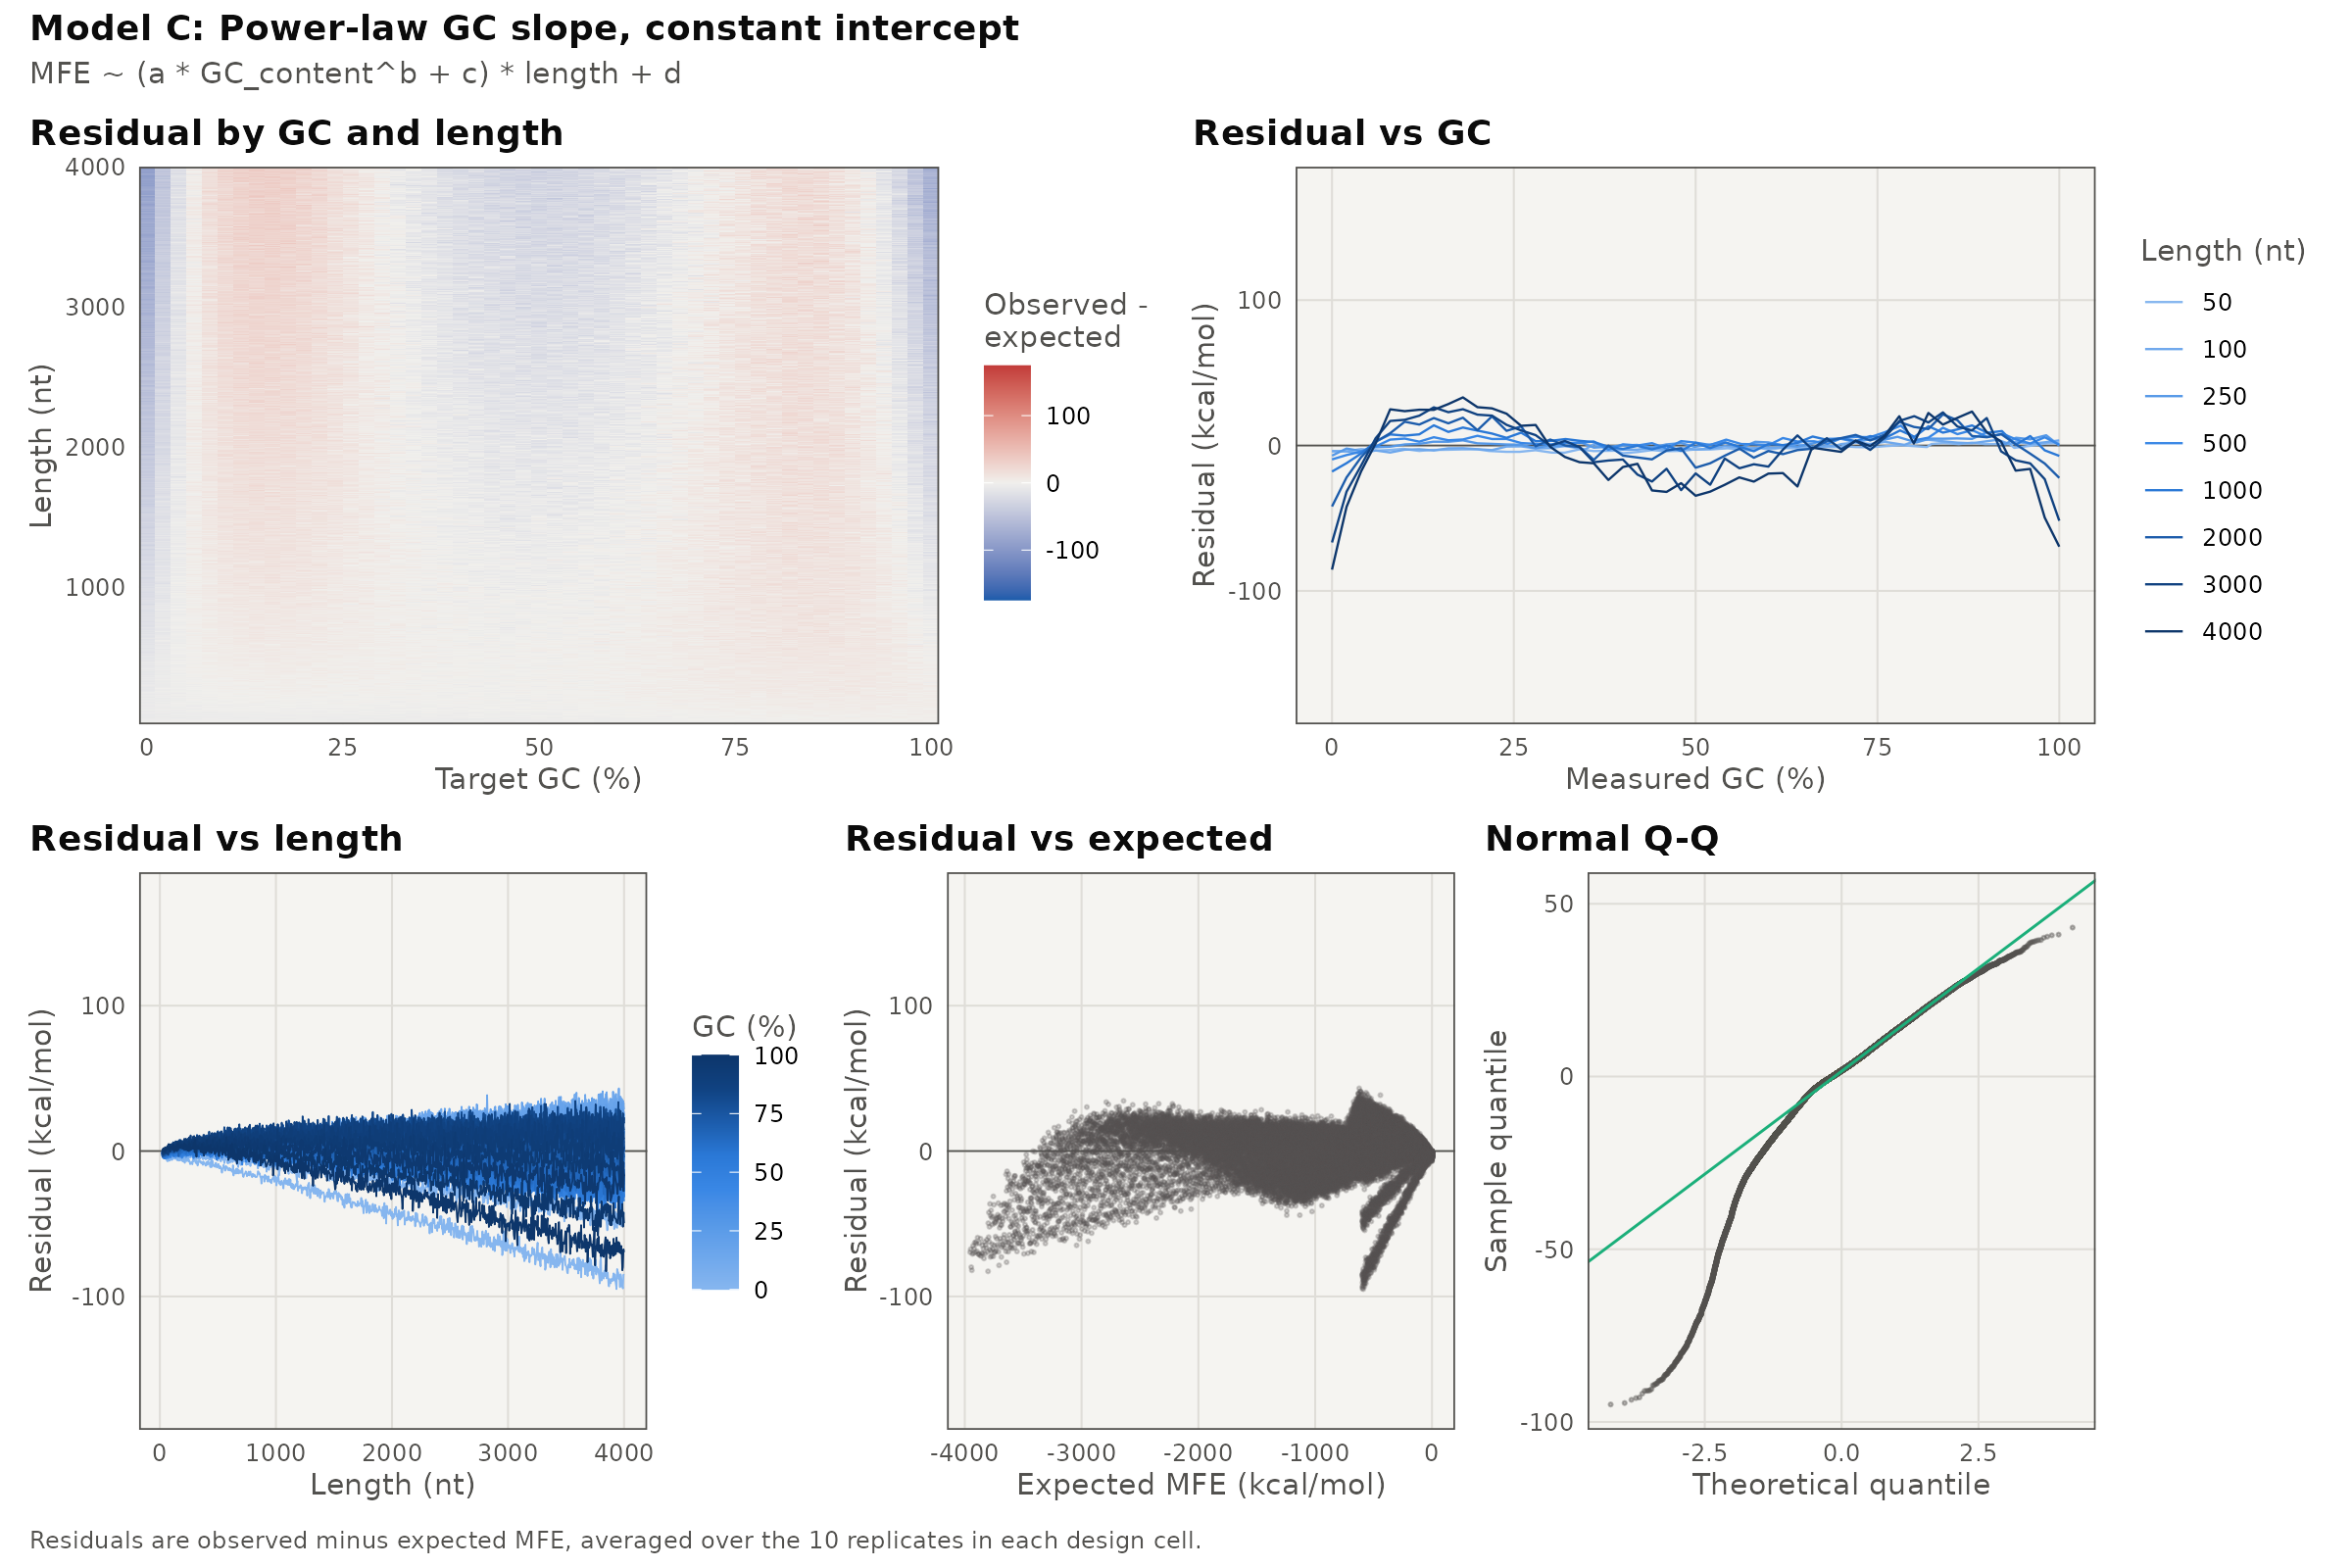 Model C: Power-law GC slope, constant intercept
MFE ~ (a * GC_content^b + c) * length + d
Residual by GC and length
4000
3000
2000
1000
Length (nt)
0 25 50 75 100
Target GC (%)
Observed -
expected
100
0
-100
Residual vs GC
100
0
-100
Residual (kcal/mol)
0 25 50 75 100
Measured GC (%)
Length (nt)
50
100
250
500
1000
2000
3000
4000
Residual vs length
100
0
-100
Residual (kcal/mol)
0 1000 2000 3000 4000
Length (nt)
GC (%)
100
75
50
25
0
Residual vs expected
100
0
-100
Residual (kcal/mol)
-4000 -3000 -2000 -1000 0
Expected MFE (kcal/mol)
Normal Q-Q
50
0
-50
-100
Sample quantile
-2.5 0.0 2.5
Theoretical quantile
Residuals are observed minus expected MFE, averaged over the 10 replicates in each design cell.